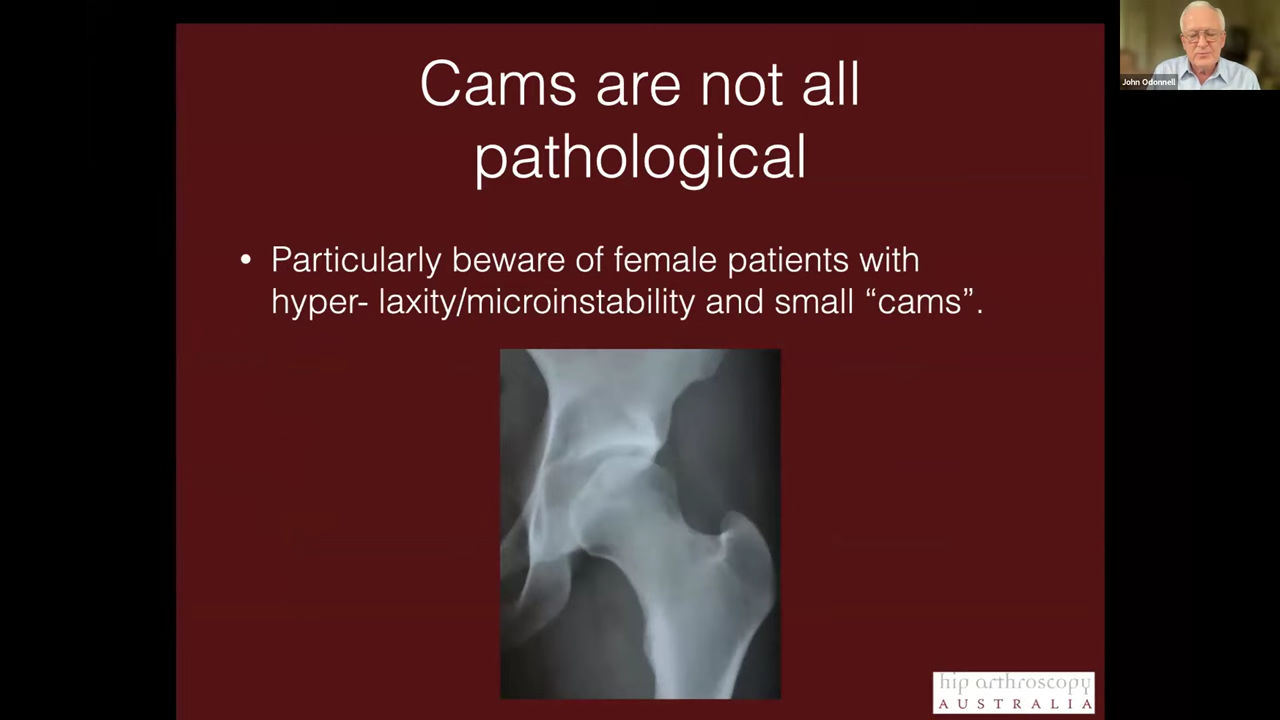 Cams are not all
pathological
• Particularly beware of female patients with
hyper- laxity/microinstability and small “cams”.
John Odonnell
hip arthroscopy
AUSTRALIA